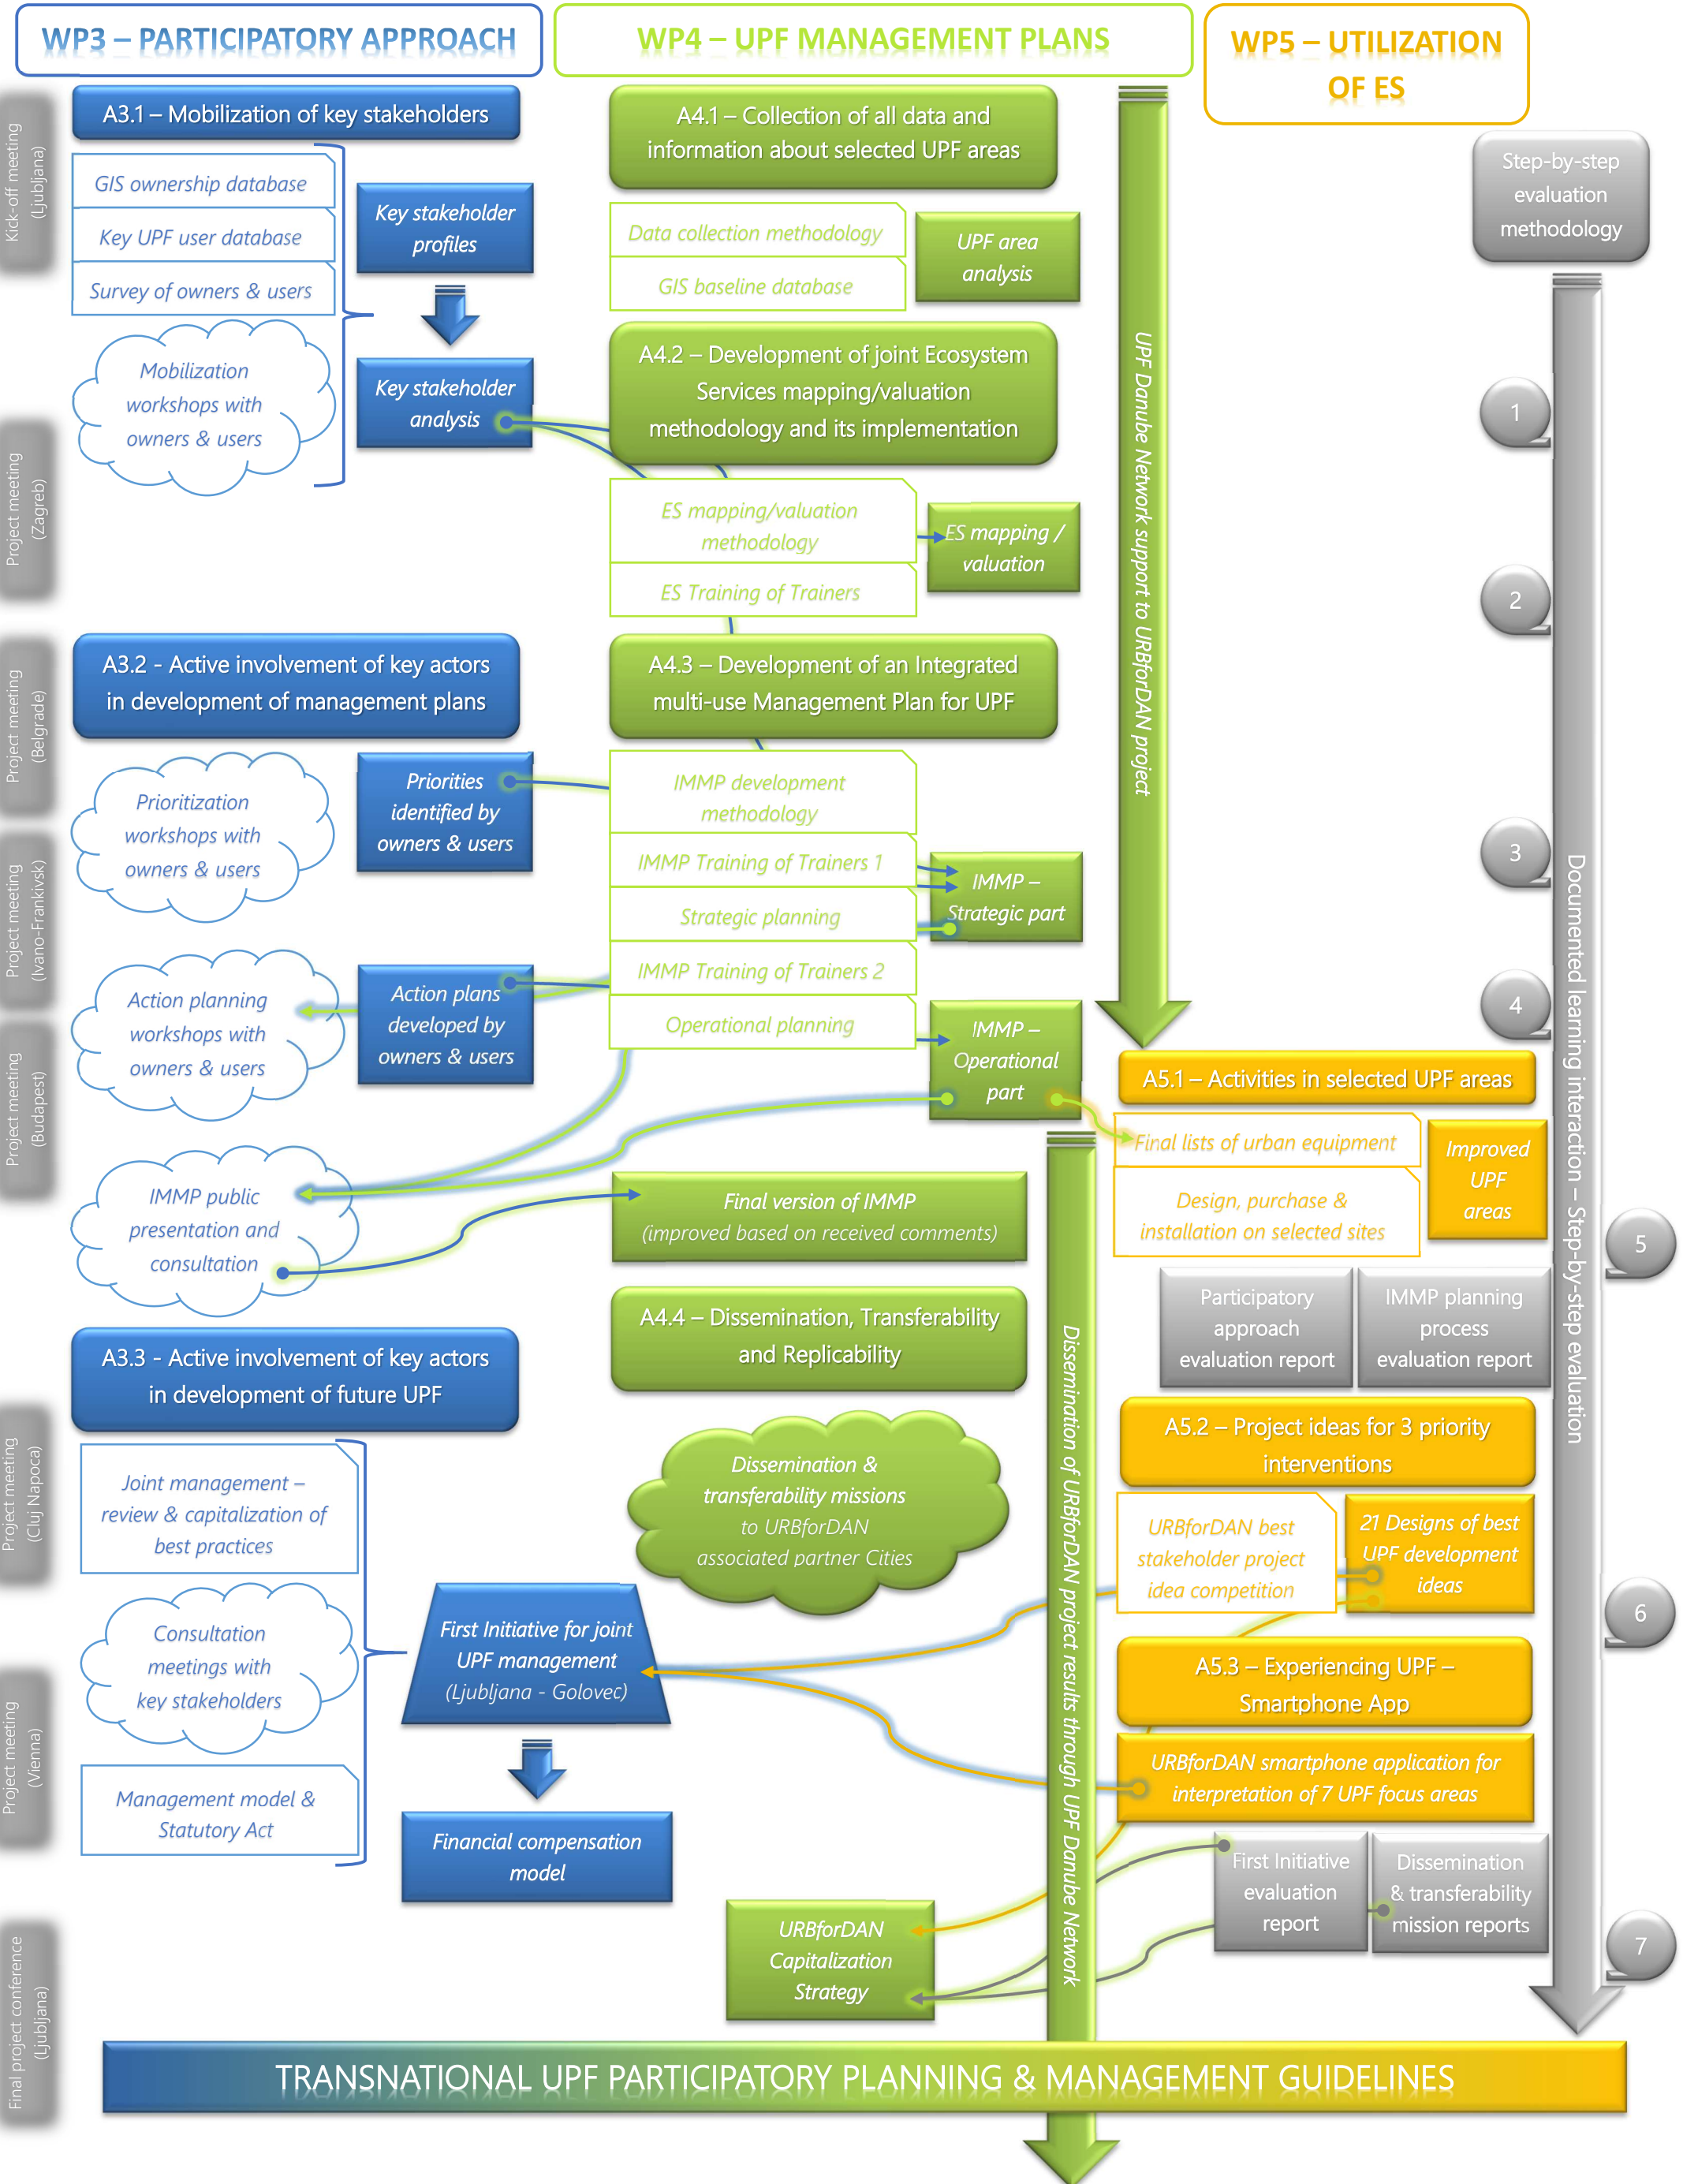 WP3 – PARTICIPATORY APPROACH
WP4 – UPF MANAGEMENT PLANS
WP5 – UTILIZATION
OF ES
Kick-off meeting
(Ljubljana)
Project meeting
(Zagreb)
Project meeting
(Belgrade)
Project meeting
(Ivano-Frankivsk)
Project meeting
(Budapest)
Project meeting
(Cluj Napoca)
Project meeting
(Vienna)
Final project conference
(Ljubljana)
A3.1 – Mobilization of key stakeholders
GIS ownership database
Key UPF user database
Survey of owners & users
Mobilization
workshops with
owners & users
Key stakeholder
profiles
Key stakeholder
analysis
A3.2 - Active involvement of key actors
in development of management plans
Prioritization
workshops with
owners & users
Priorities
identified by
owners & users
Action planning
workshops with
owners & users
Action plans
developed by
owners & users
IMMP public
presentation and
consultation
A3.3 - Active involvement of key actors
in development of future UPF
Joint management –
review & capitalization of
best practices
Consultation
meetings with
key stakeholders
Management model &
Statutory Act
First Initiative for joint
UPF management
(Ljubljana - Golovec)
Financial compensation
model
A4.1 – Collection of all data and
information about selected UPF areas
Data collection methodology
GIS baseline database
UPF area
analysis
A4.2 – Development of joint Ecosystem
Services mapping/valuation
methodology and its implementation
ES mapping/valuation
methodology
ES Training of Trainers
ES mapping /
valuation
A4.3 – Development of an Integrated
multi-use Management Plan for UPF
IMMP development
methodology
IMMP Training of Trainers 1
Strategic planning
IMMP Training of Trainers 2
Operational planning
IMMP –
Strategic part
IMMP –
Operational
part
Final version of IMMP
(improved based on received comments)
A4.4 – Dissemination, Transferability
and Replicability
Dissemination &
transferability missions
to URBforDAN
associated partner Cities
URBforDAN
Capitalization
Strategy
UPF Danube Network support to URBforDAN project
Dissemination of URBforDAN project results through UPF Danube Network
A5.1 – Activities in selected UPF areas
Final lists of urban equipment
Design, purchase &
installation on selected sites
Improved
UPF
areas
Participatory
approach
evaluation report
IMMP planning
process
evaluation report
A5.2 – Project ideas for 3 priority
interventions
URBforDAN best
stakeholder project
idea competition
21 Designs of best
UPF development
ideas
A5.3 – Experiencing UPF –
Smartphone App
URBforDAN smartphone application for
interpretation of 7 UPF focus areas
First Initiative
evaluation
report
Dissemination
& transferability
mission reports
Step-by-step
evaluation
methodology
Documented learning interaction – Step-by-step evaluation
1
2
3
4
5
6
7
TRANSNATIONAL UPF PARTICIPATORY PLANNING & MANAGEMENT GUIDELINES